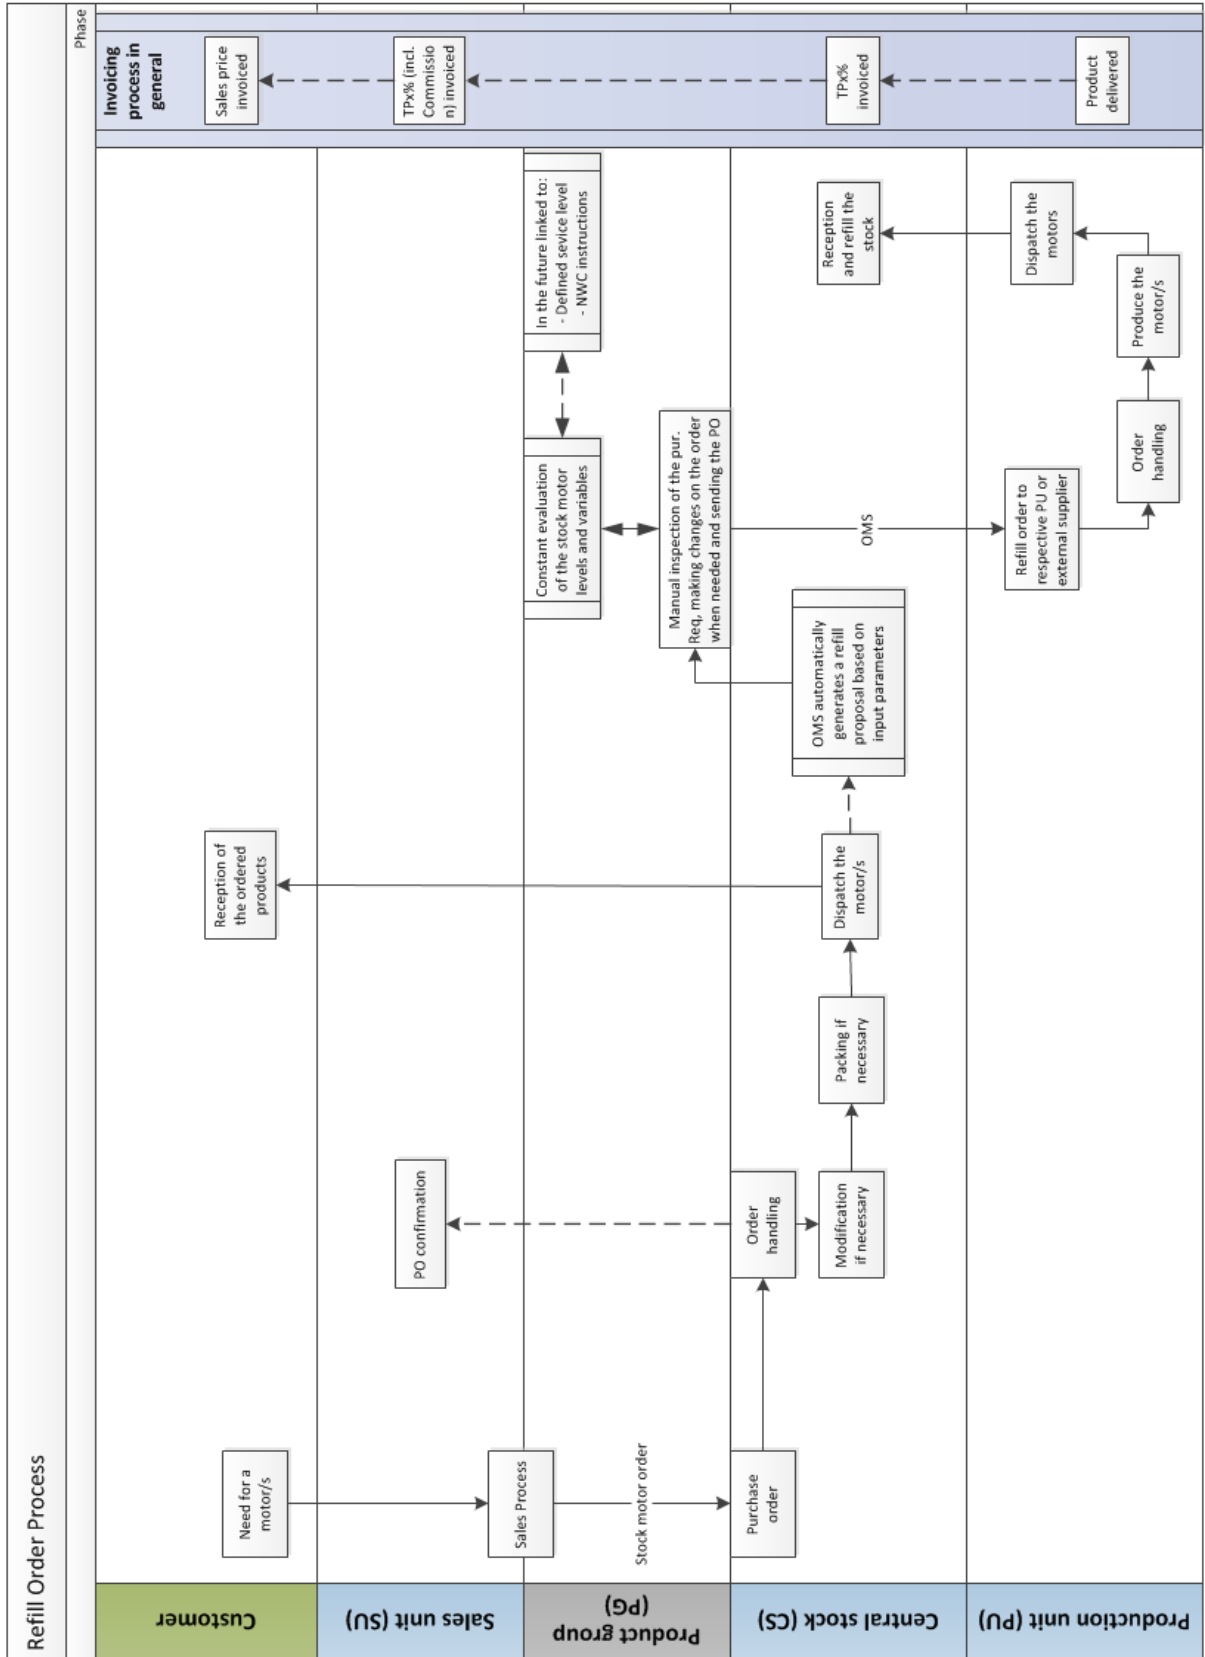 Refill Order Process
Phase
Customer
Need for a
motor/s
Reception of
the ordered
products
Invoicing
process in
general
Sales price
invoiced
Sales unit (SU)
Sales Process
PO confirmation
TPx% (incl.
Commissio
n) invoiced
Product group
(PG)
Stock motor order
Constant evaluation
of the stock motor
levels and variables
In the future linked to:
- Defined sevice level
- NWC instructions
Manual inspection of the pur.
Req, making changes on the order
when needed and sending the PO
Central stock (CS)
Purchase
order
Order
handling
Modification
if necessary
Packing if
necessary
Dispatch the
motor/s
OMS automatically
generates a refill
proposal based on
input parameters
OMS
Reception
and refill the
stock
TPx%
invoiced
Production unit (PU)
Refill order to
respective PU or
external supplier
Order
handling
Produce the
motor/s
Dispatch the
motors
Product
delivered